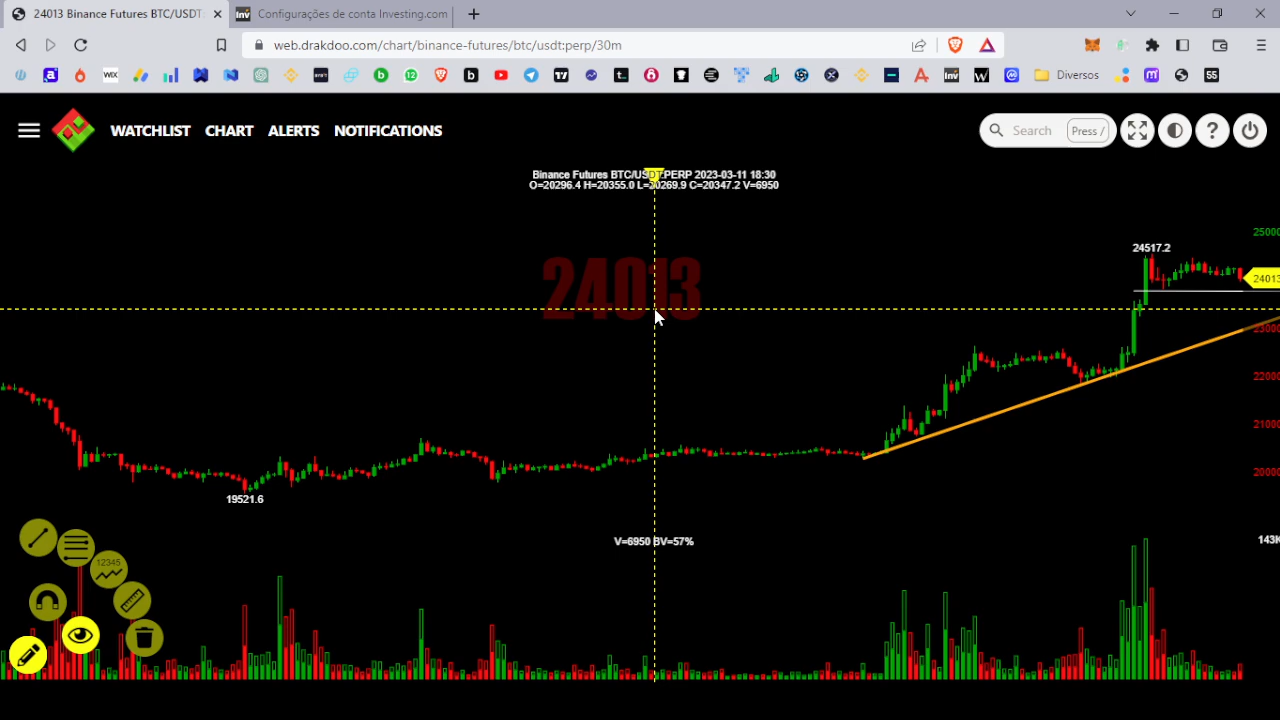 24013 Binance Futures BTC/USDT:
Configurações de conta Investing.com
web.drakdoo.com/chart/binance-futures/btc/usdt:perp/30m
Diversos
WATCHLIST
CHART
ALERTS
NOTIFICATIONS
Search
Press /
Binance Futures BTC/USDT:PERP 2023-03-11 18:30
O=20296.4 H=20355.0 L=20269.9 C=20347.2 V=6950
25000
24517.2
24013
24013
23000
22000
21000
20000
19521.6
V=6950 BV=57%
143K
12345